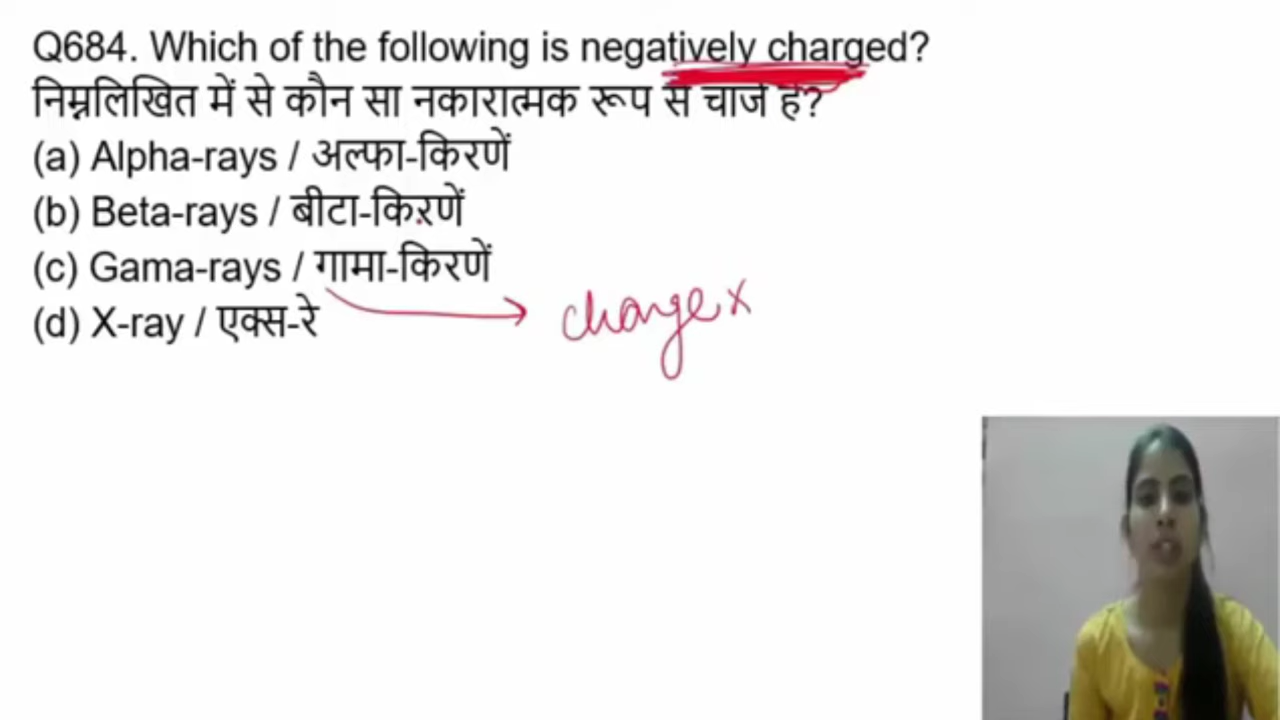 Q684. Which of the following is negatively charged?
निम्नलिखित में से कौन सा नकारात्मक रूप से चार्ज है?
(a) Alpha-rays / अल्फा-किरणें
(b) Beta-rays / बीटा-किरणें
(c) Gama-rays / गामा-किरणें
(d) X-ray / एक्स-रे
charge x